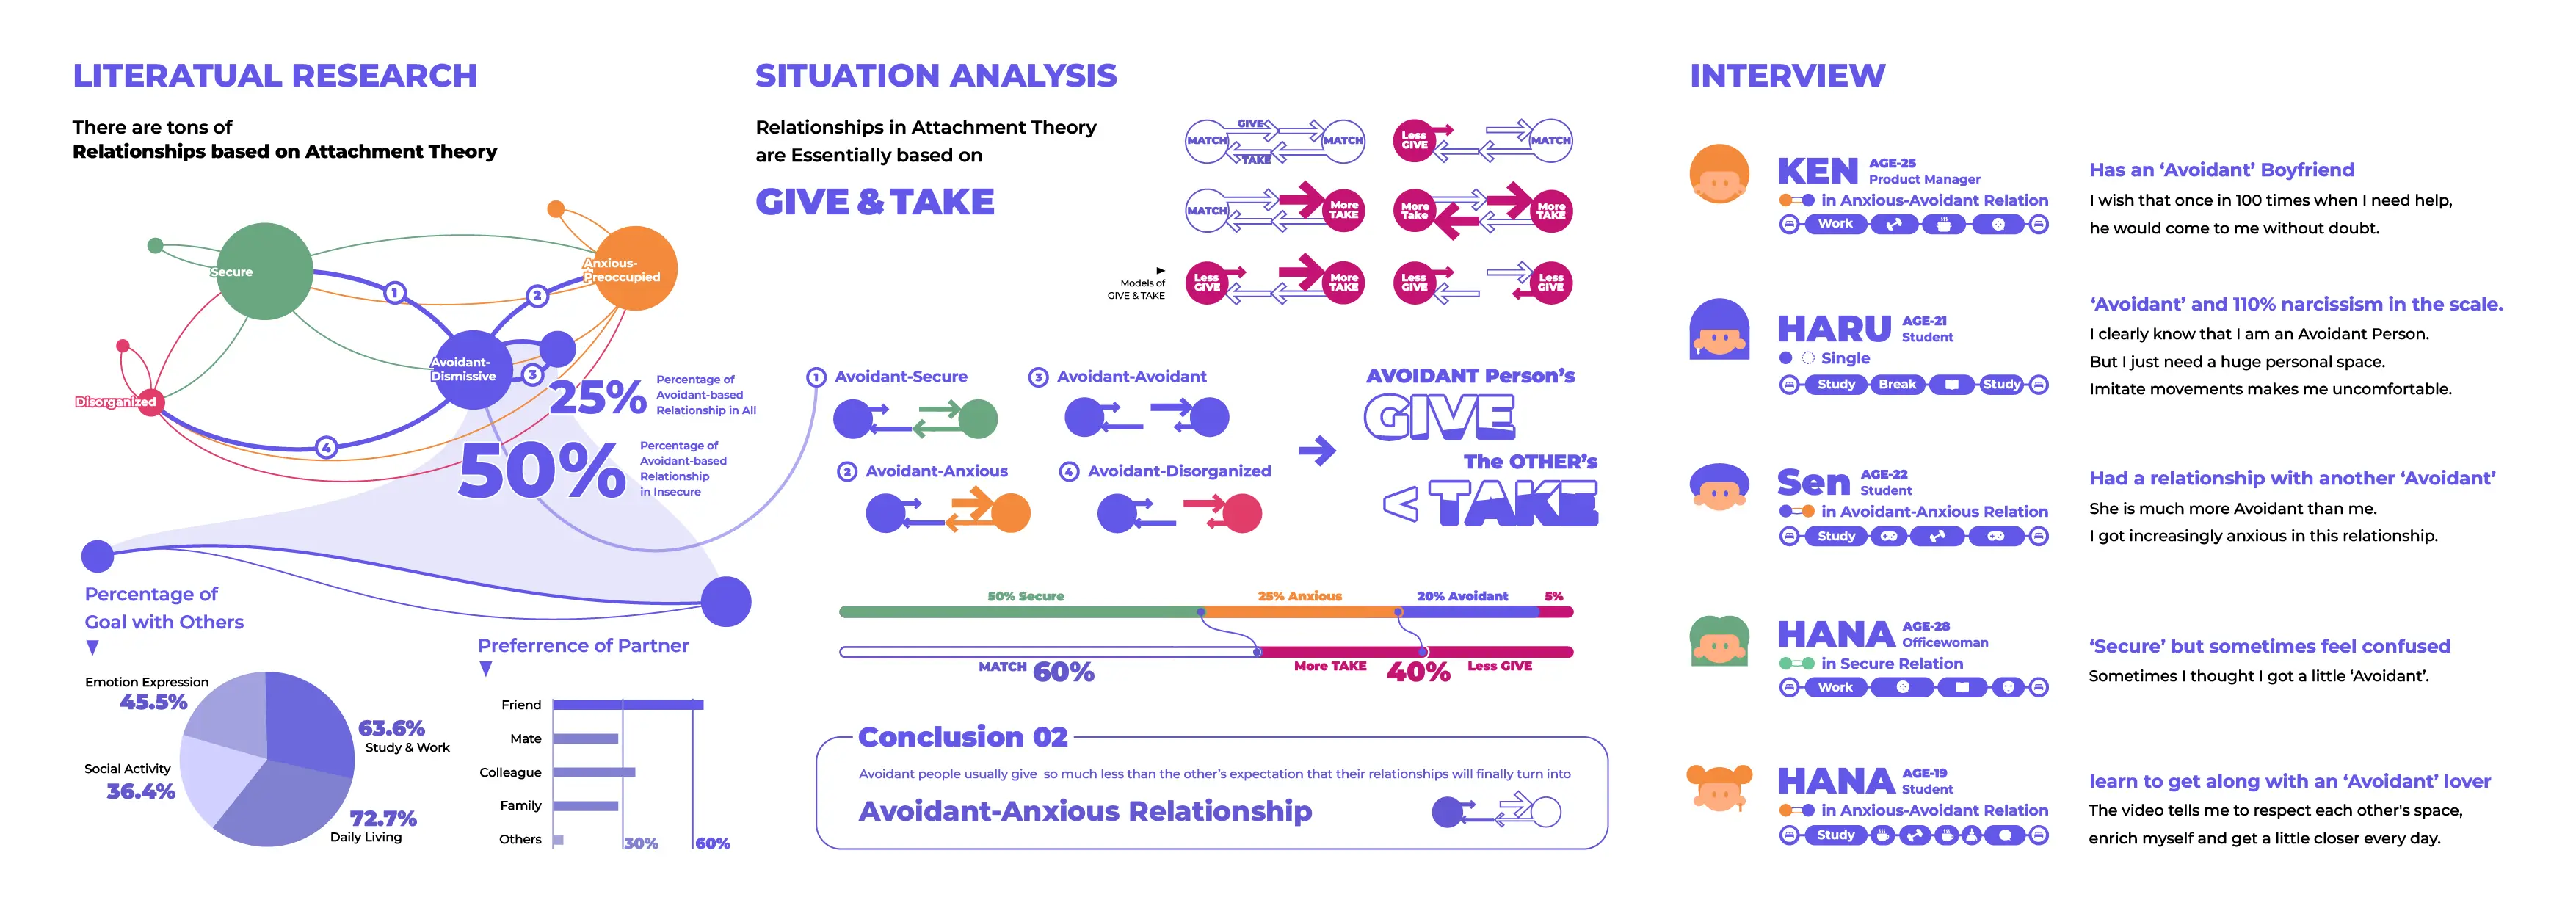 LITERATUAL RESEARCH
There are tons of
Relationships based on Attachment Theory
Secure
Anxious-
Preoccupied
1
2
Avoidant-
Dismissive
3
Disorganized
4
25%
Percentage of
Avoidant-based
Relationship in All
50%
Percentage of
Avoidant-based
Relationship
in Insecure
Percentage of
Goal with Others
Emotion Expression
45.5%
63.6%
Study & Work
Social Activity
36.4%
72.7%
Daily Living
Preferrence of Partner
Friend
Mate
Colleague
Family
Others
30%
60%
SITUATION ANALYSIS
Relationships in Attachment Theory
are Essentially based on
GIVE & TAKE
MATCH
GIVE
TAKE
MATCH
Less
GIVE
MATCH
MATCH
More
TAKE
More
Take
More
TAKE
Models of
GIVE & TAKE
Less
GIVE
More
TAKE
Less
GIVE
Less
GIVE
1 Avoidant-Secure
3 Avoidant-Avoidant
2 Avoidant-Anxious
4 Avoidant-Disorganized
AVOIDANT Person's
GIVE
The OTHER's
< TAKE
50% Secure
25% Anxious
20% Avoidant
5%
MATCH 60%
More TAKE 40% Less GIVE
Conclusion 02
Avoidant people usually give so much less than the other's expectation that their relationships will finally turn into
Avoidant-Anxious Relationship
INTERVIEW
KEN
AGE-25
Product Manager
in Anxious-Avoidant Relation
Work
Has an ‘Avoidant’ Boyfriend
I wish that once in 100 times when I need help,
he would come to me without doubt.
HARU
AGE-21
Student
Single
Study Break Study
‘Avoidant’ and 110% narcissism in the scale.
I clearly know that I am an Avoidant Person.
But I just need a huge personal space.
Imitate movements makes me uncomfortable.
Sen
AGE-22
Student
in Avoidant-Anxious Relation
Study
Had a relationship with another ‘Avoidant’
She is much more Avoidant than me.
I got increasingly anxious in this relationship.
HANA
AGE-28
Officewoman
in Secure Relation
Work
‘Secure’ but sometimes feel confused
Sometimes I thought I got a little ‘Avoidant’.
HANA
AGE-19
Student
in Anxious-Avoidant Relation
Study
learn to get along with an ‘Avoidant’ lover
The video tells me to respect each other's space,
enrich myself and get a little closer every day.